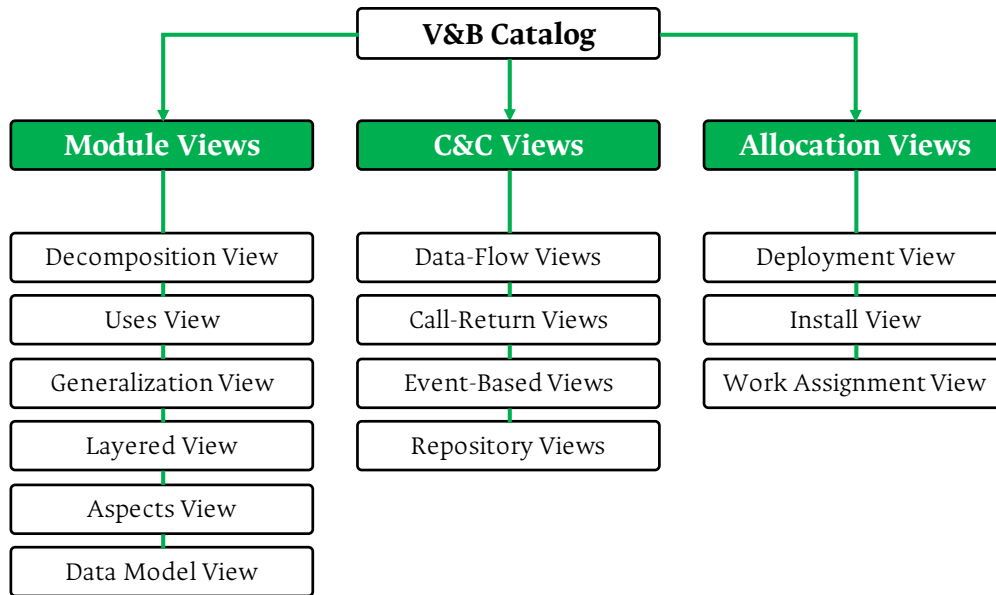 V&B Catalog
Module Views
Decomposition View
Uses View
Generalization View
Layered View
Aspects View
Data Model View
C&C Views
Data-Flow Views
Call-Return Views
Event-Based Views
Repository Views
Allocation Views
Deployment View
Install View
Work Assignment View